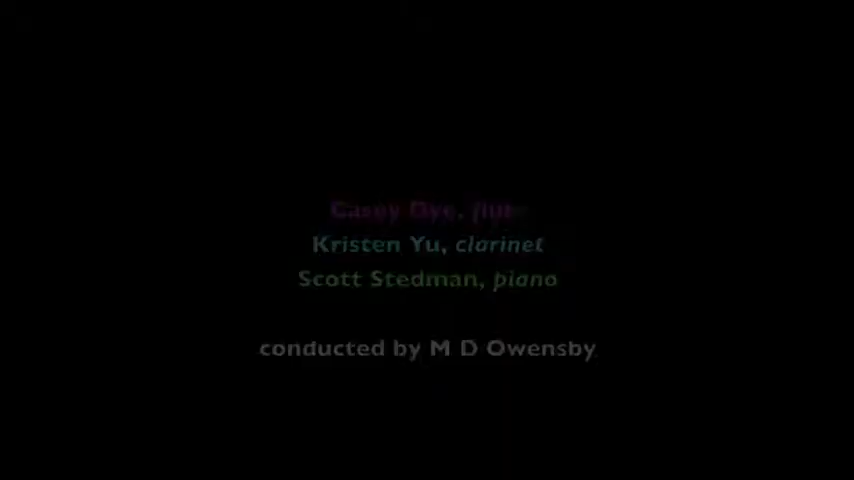 Casey Dye, flute
Kristen Yu, clarinet
Scott Stedman, piano
conducted by M D Owensby